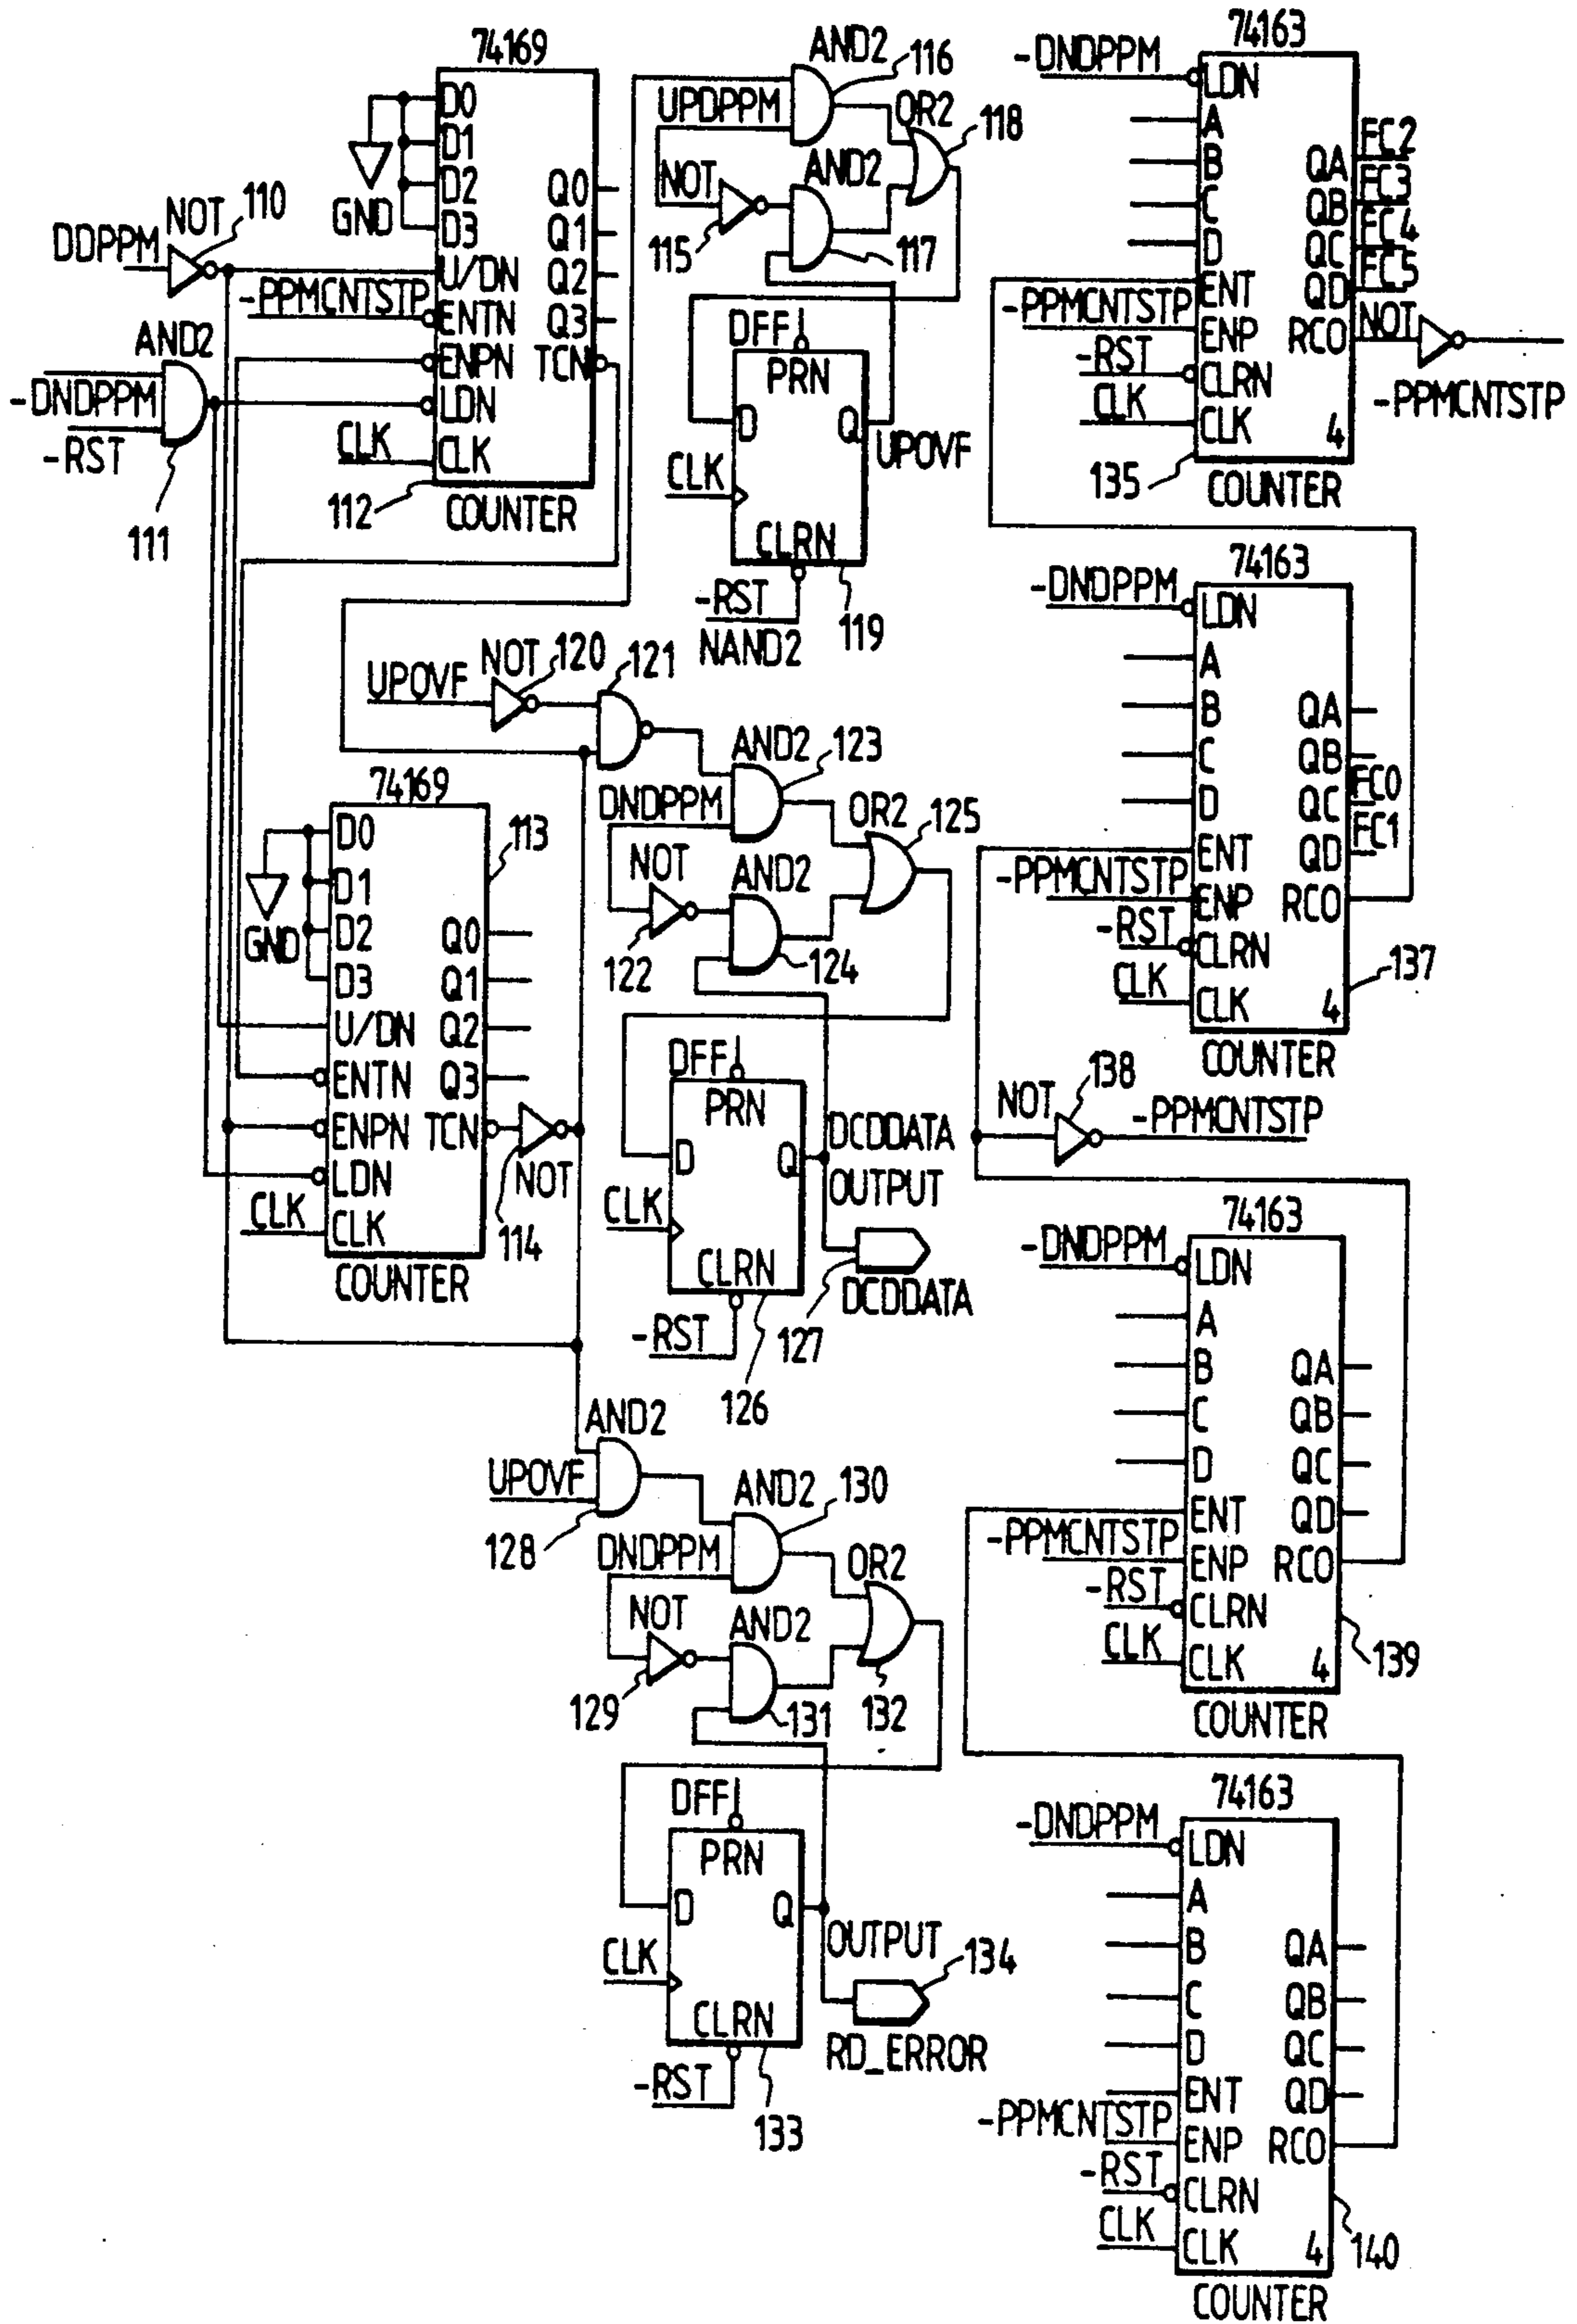 74169
D0
D1
D2
D3
U/DN
ENTN
ENPN
LDN
CLK
Q0
Q1
Q2
Q3
TCN
GND
NOT
110
DDPPM
-PPMCNTSTP
AND2
-DNDPPM
-RST
111
CLK
112
COUNTER
AND2
116
UPDPPM
OR2
118
NOT
AND2
115
117
DFF
PRN
D
Q
UPOVF
CLK
CLRN
-RST
119
NAND2
NOT
120
121
UPOVF
AND2
123
DNDPPM
OR2
125
NOT
AND2
122
124
74169
113
D0
D1
D2
D3
U/DN
ENTN
ENPN
LDN
CLK
Q0
Q1
Q2
Q3
TCN
GND
NOT
114
CLK
COUNTER
DFF
PRN
D
Q
CLK
CLRN
-RST
126
DCDDATA
OUTPUT
127
DCDDATA
AND2
UPOVF
128
AND2
130
DNDPPM
OR2
NOT
AND2
129
131
132
DFF
PRN
D
Q
CLK
CLRN
-RST
133
OUTPUT
134
RD_ERROR
74163
-DNDPPM
LDN
A
B
C
D
ENT
-PPMCNTSTP
ENP
-RST
CLRN
CLK
CLK
QA
FC2
QB
FC3
QC
FC4
QD
FC5
RCO
NOT
-PPMCNTSTP
4
135
COUNTER
74163
-DNDPPM
LDN
A
B
C
D
ENT
-PPMCNTSTP
ENP
-RST
CLRN
CLK
CLK
QA
QB
QC
FC0
QD
FC1
RCO
4
137
COUNTER
NOT
138
-PPMCNTSTP
74163
-DNDPPM
LDN
A
B
C
D
ENT
-PPMCNTSTP
ENP
-RST
CLRN
CLK
CLK
QA
QB
QC
QD
RCO
4
139
COUNTER
74163
-DNDPPM
LDN
A
B
C
D
ENT
-PPMCNTSTP
ENP
-RST
CLRN
CLK
CLK
QA
QB
QC
QD
RCO
4
140
COUNTER